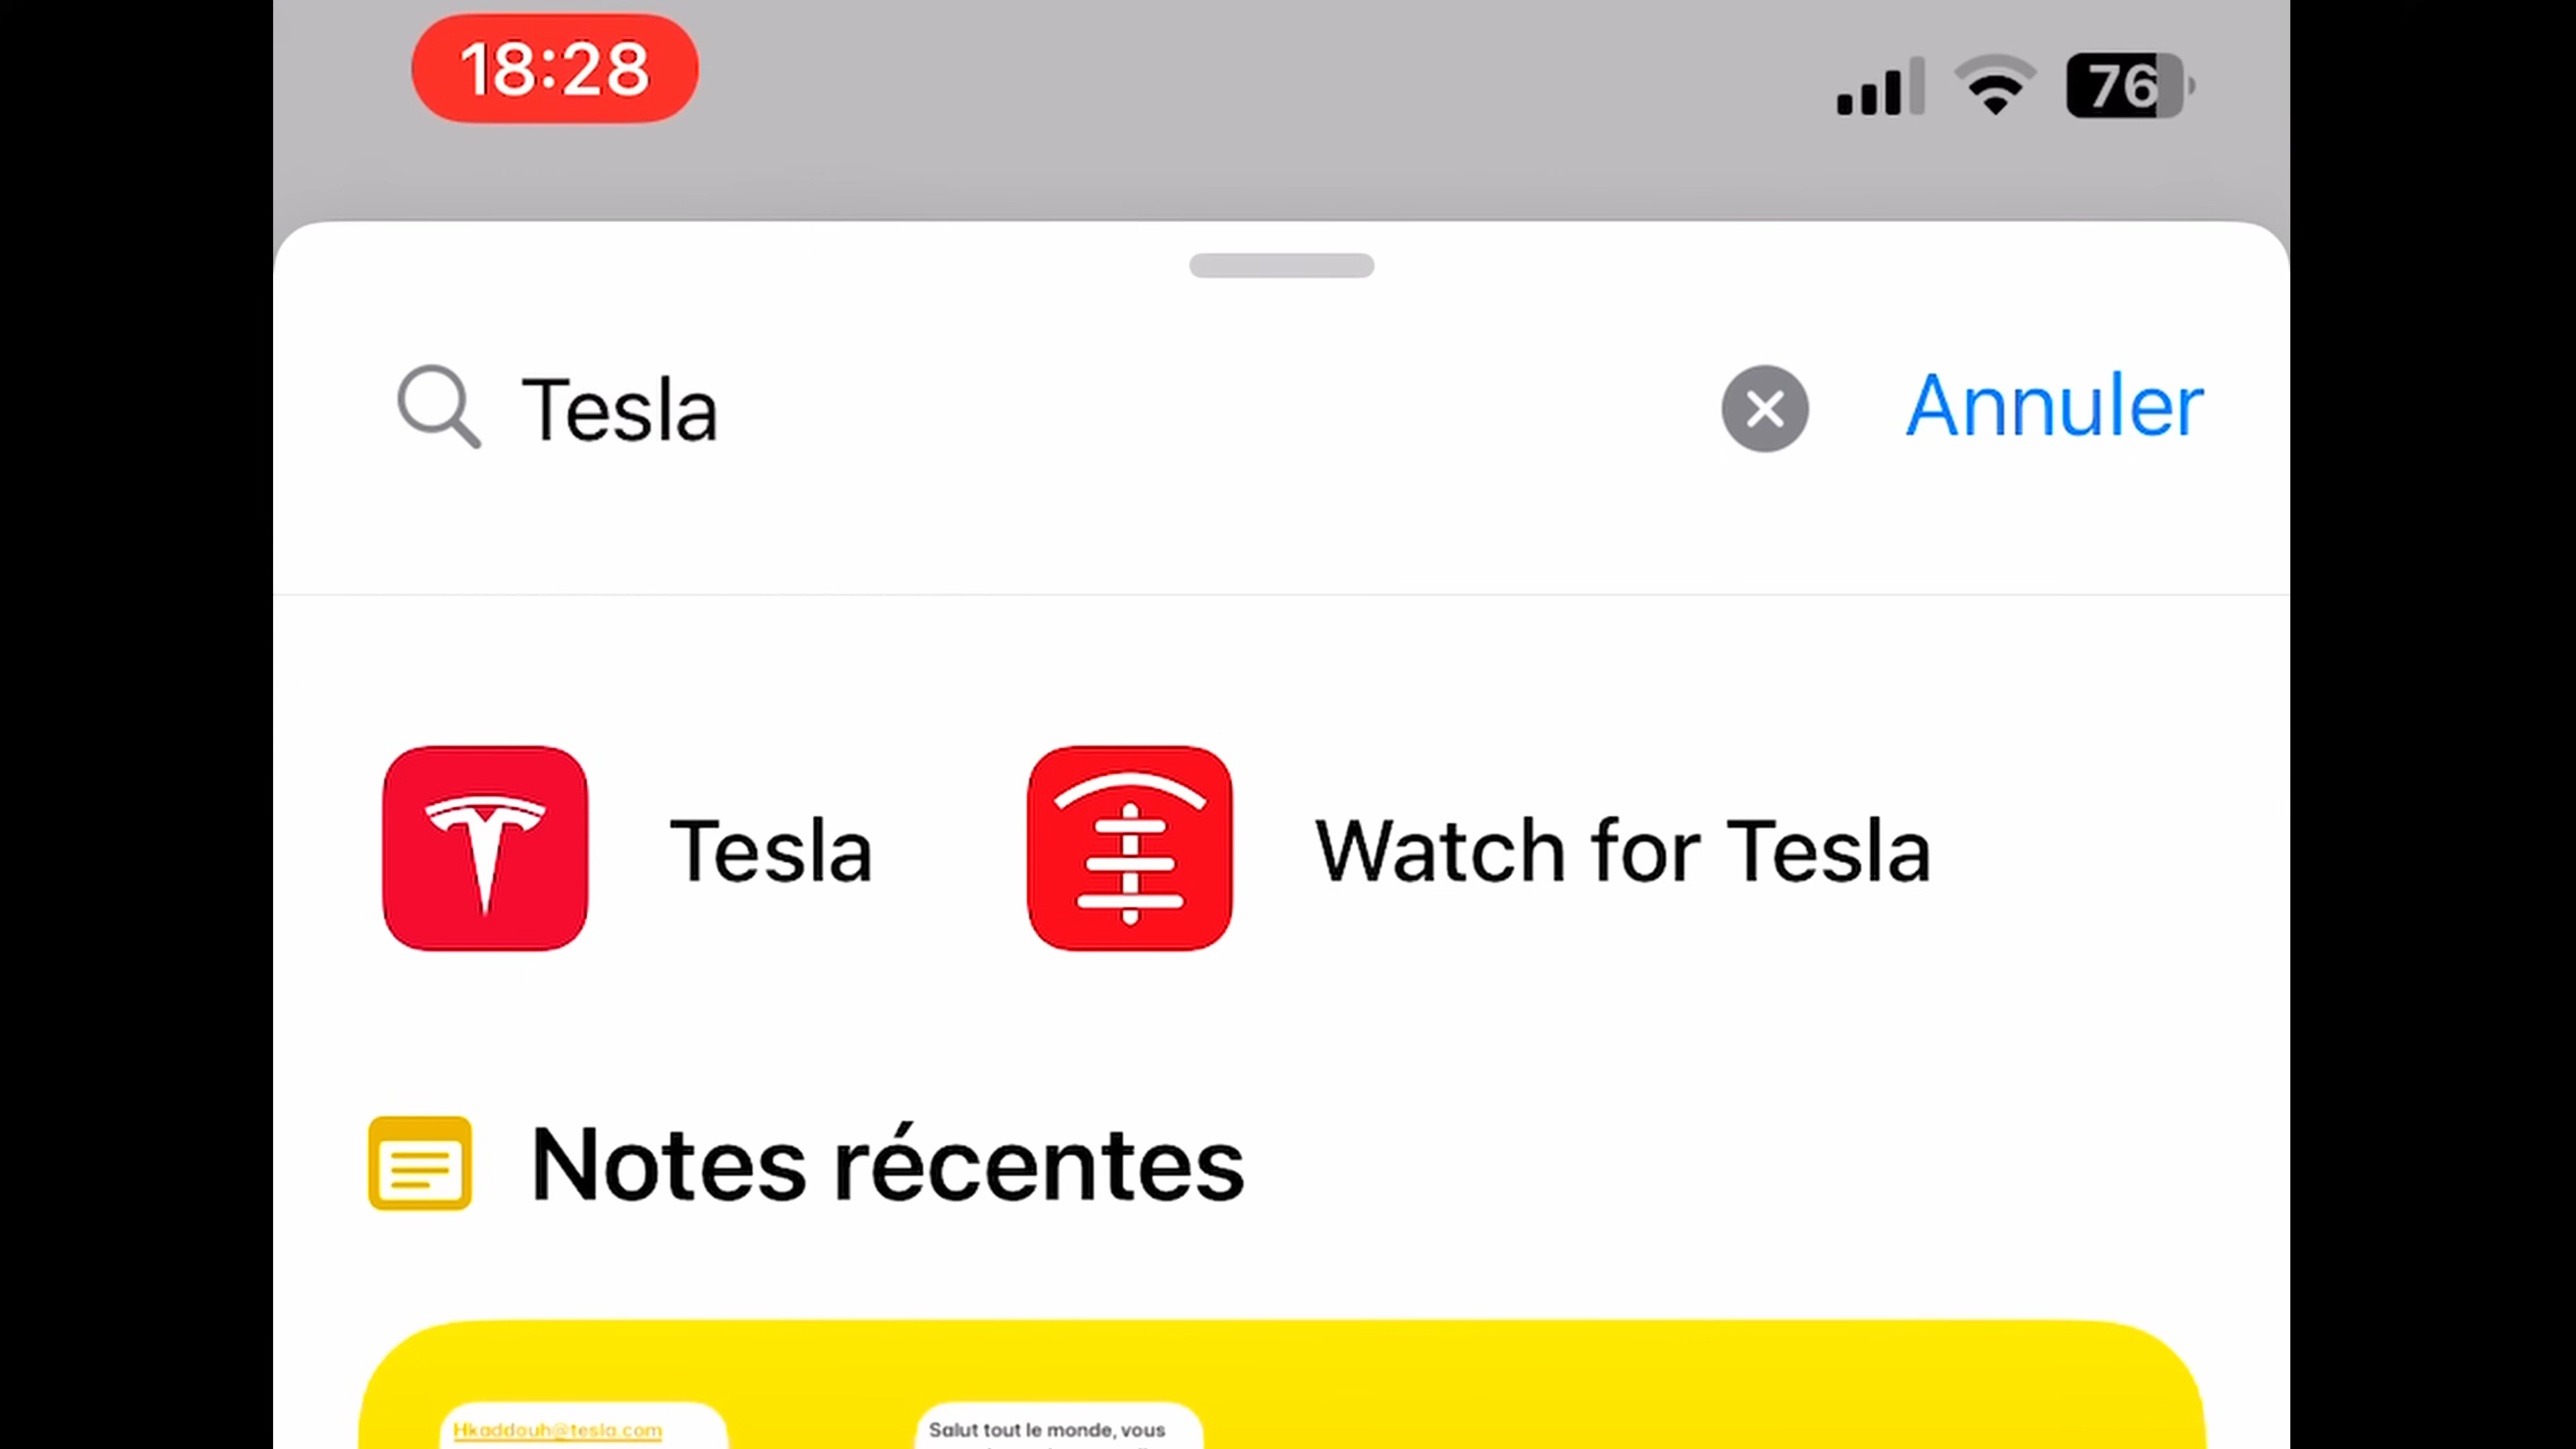 18:28
76
Tesla
Annuler
Tesla
Watch for Tesla
Notes récentes
Hkaddouh@tesla.com
Salut tout le monde, vous